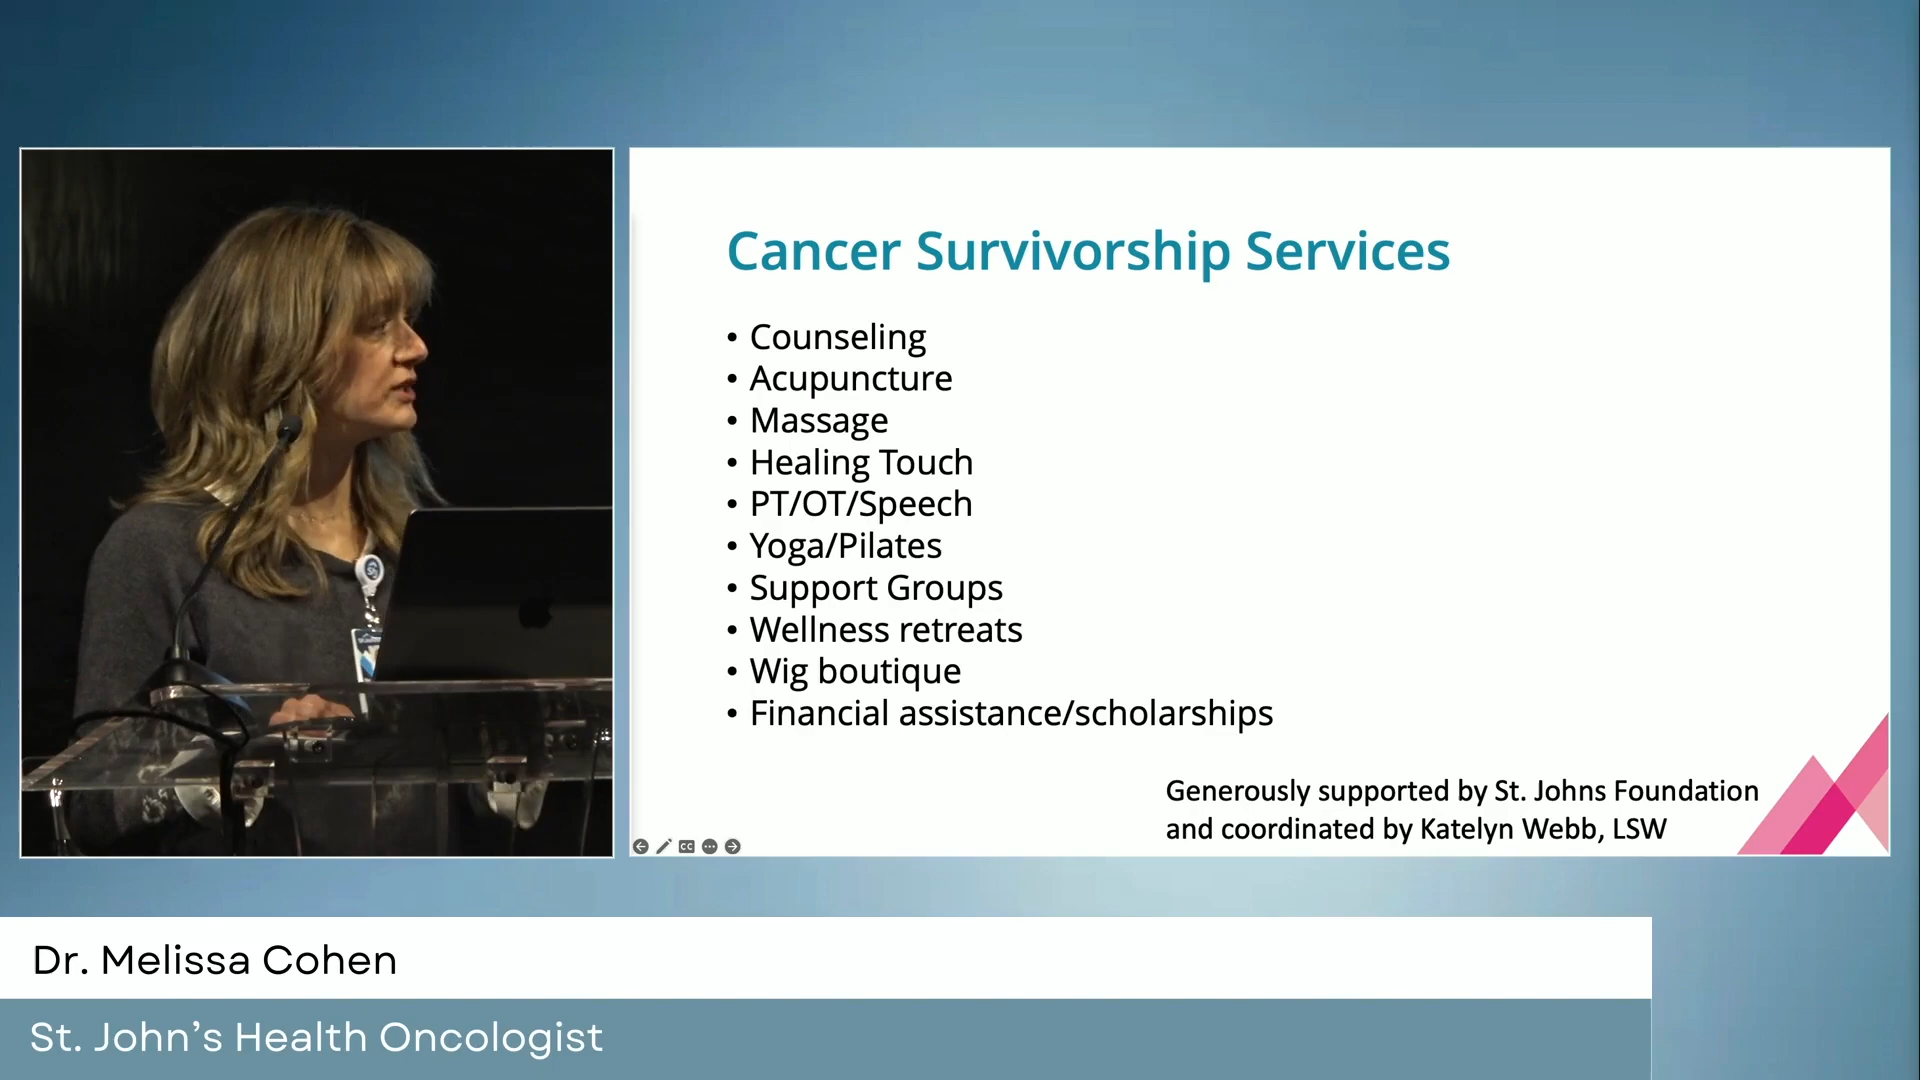 Cancer Survivorship Services
• Counseling
• Acupuncture
• Massage
• Healing Touch
• PT/OT/Speech
• Yoga/Pilates
• Support Groups
• Wellness retreats
• Wig boutique
• Financial assistance/scholarships
Generously supported by St. Johns Foundation
and coordinated by Katelyn Webb, LSW
CC
Dr. Melissa Cohen
St. John’s Health Oncologist